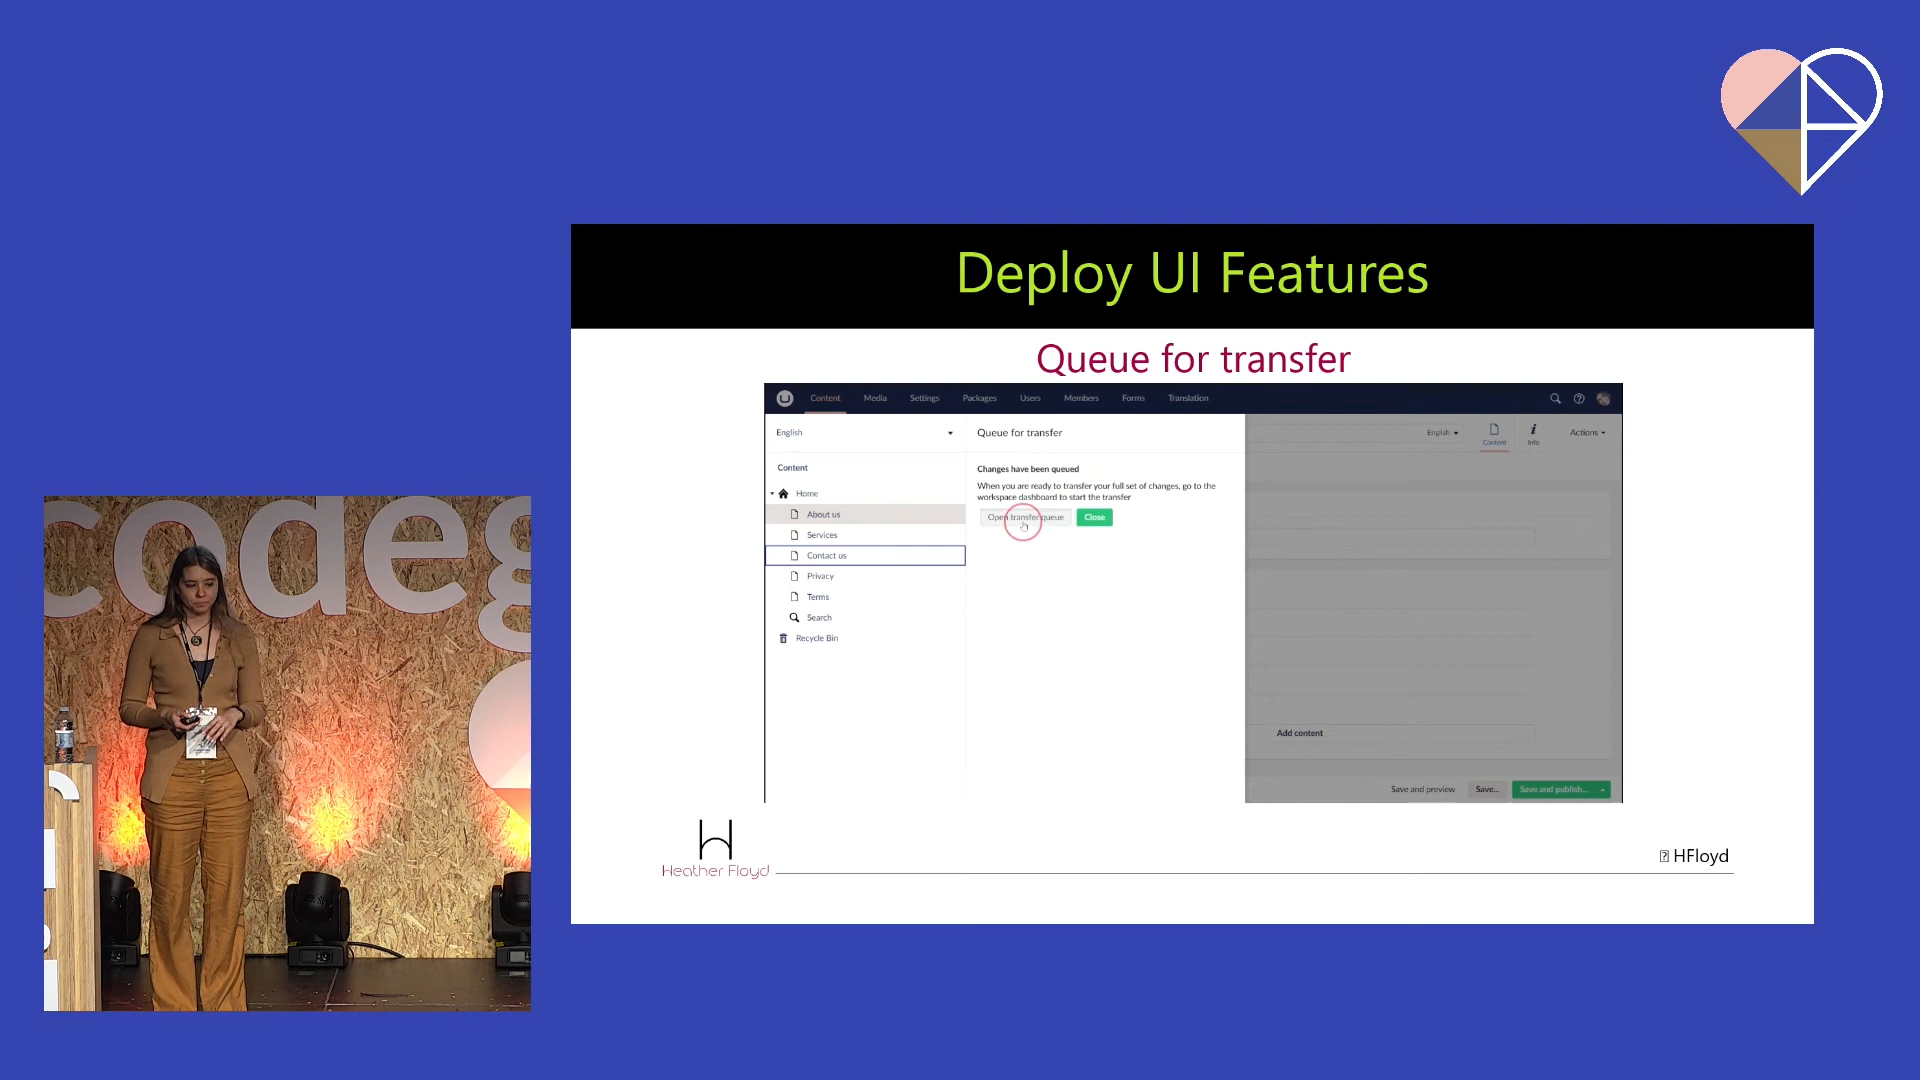 Deploy UI Features
Queue for transfer
Content Media Settings Packages Users Members Forms Translation
English
Queue for transfer
English
Content
Info
Actions
Content
Changes have been queued
When you are ready to transfer your full set of changes, go to the
workspace dashboard to start the transfer
Open transfer queue
Close
Home
About us
Services
Contact us
Privacy
Terms
Search
Recycle Bin
Add content
Save and preview
Save...
Save and publish...
Heather Floyd
HFloyd
codeg